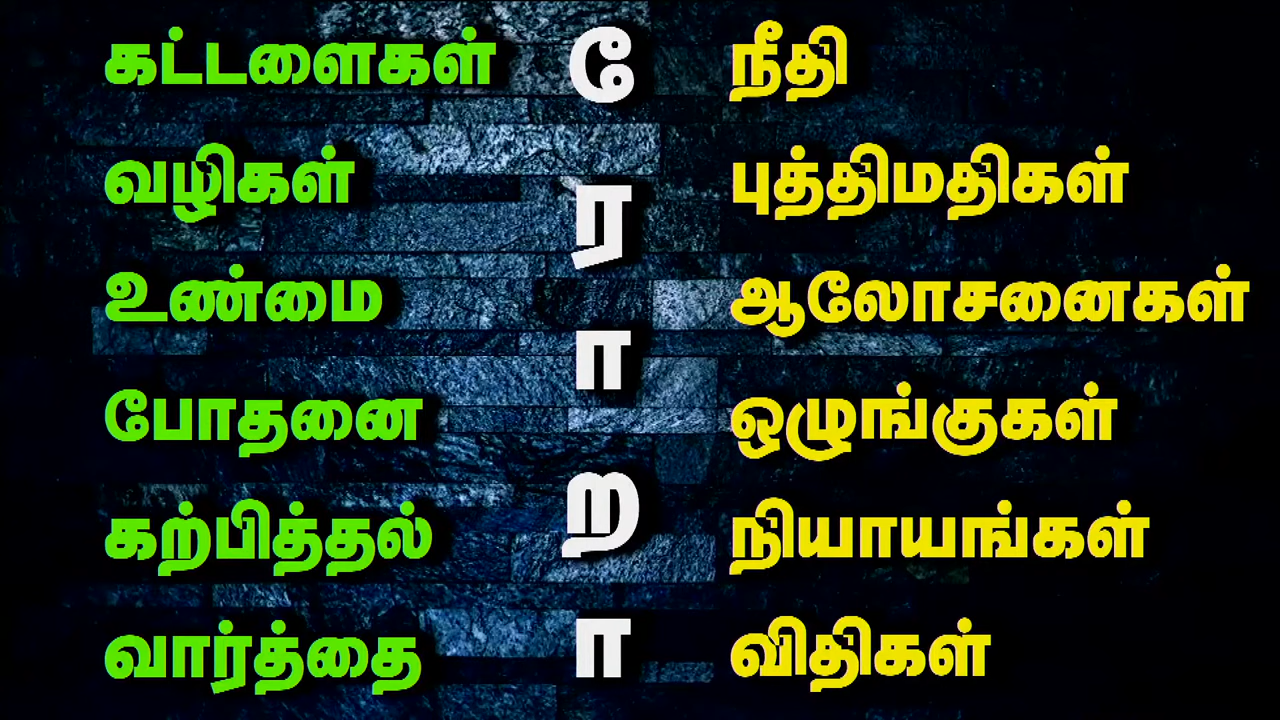 கட்டளைகள்
வழிகள்
உண்மை
போதனை
கற்பித்தல்
வார்த்தை
ே
ர
ா
ற
ா
நீதி
புத்திமதிகள்
ஆலோசனைகள்
ஒழுங்குகள்
நியாயங்கள்
விதிகள்